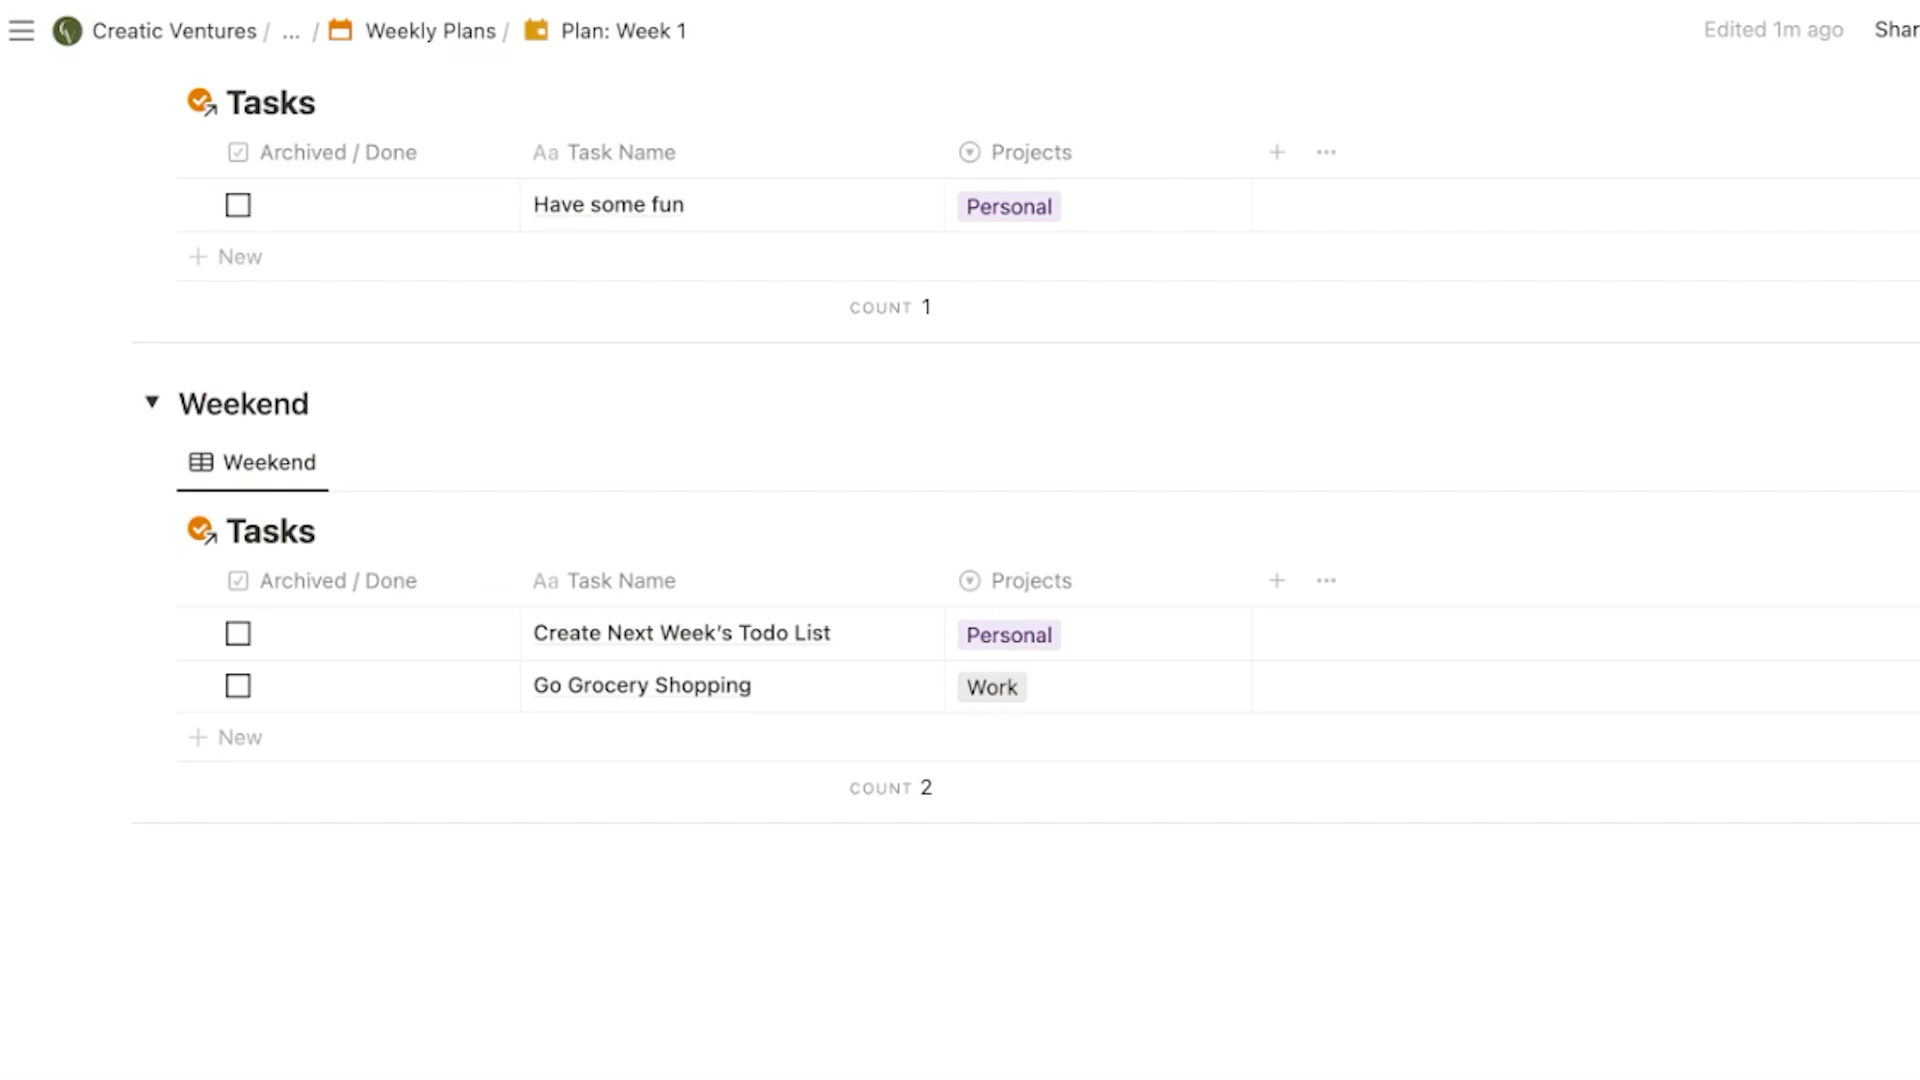 Creatic Ventures / ... / Weekly Plans / Plan: Week 1 Edited 1m ago Shar
Tasks
Archived / Done Aa Task Name Projects + ...
Have some fun Personal
+ New
COUNT 1
Weekend
Weekend
Tasks
Archived / Done Aa Task Name Projects + ...
Create Next Week's Todo List Personal
Go Grocery Shopping Work
+ New
COUNT 2